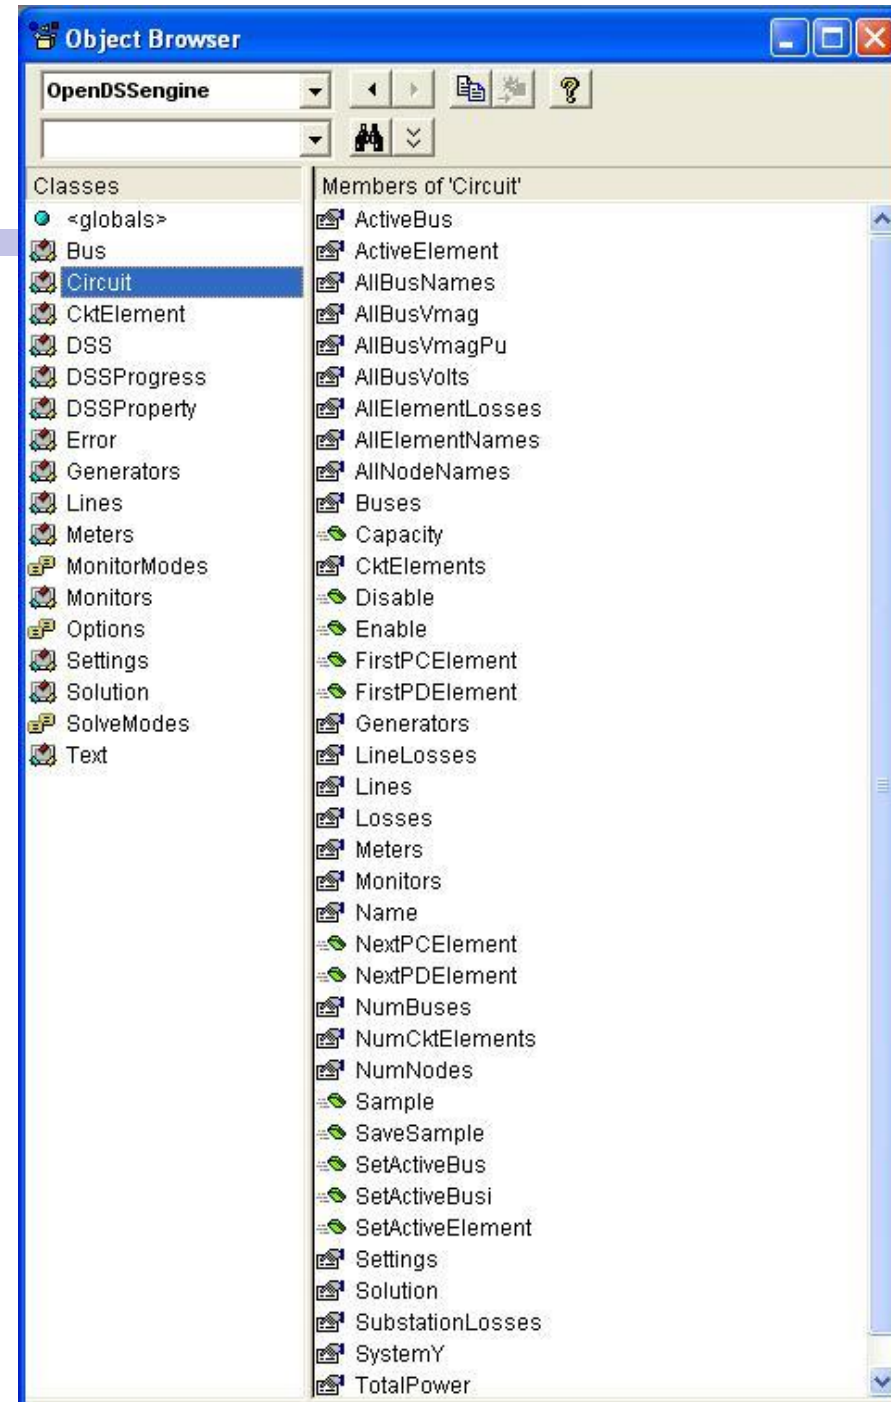 Object Browser
OpenDSSengine
Classes
<globals>
Bus
Circuit
CktElement
DSS
DSSProgress
DSSProperty
Error
Generators
Lines
Meters
MonitorModes
Monitors
Options
Settings
Solution
SolveModes
Text
Members of 'Circuit'
ActiveBus
ActiveElement
AllBusNames
AllBusVmag
AllBusVmagPu
AllBusVolts
AllElementLosses
AllElementNames
AllNodeNames
Buses
Capacity
CktElements
Disable
Enable
FirstPCElement
FirstPDElement
Generators
LineLosses
Lines
Losses
Meters
Monitors
Name
NextPCElement
NextPDElement
NumBuses
NumCktElements
NumNodes
Sample
SaveSample
SetActiveBus
SetActiveBusi
SetActiveElement
Settings
Solution
SubstationLosses
SystemY
TotalPower